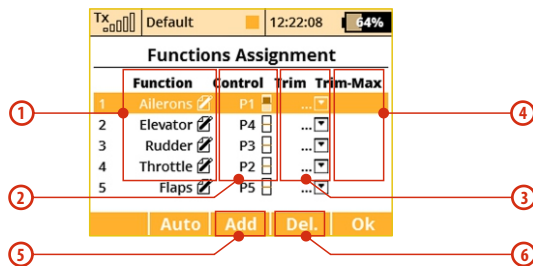 Tx Default 12:22:08 64%
Functions Assignment
Function Control Trim Trim-Max
1 Ailerons P1 ...
2 Elevator P4 ...
3 Rudder P3 ...
4 Throttle P2 ...
5 Flaps P5 ...
Auto Add Del. Ok
1
2
3
4
5
6